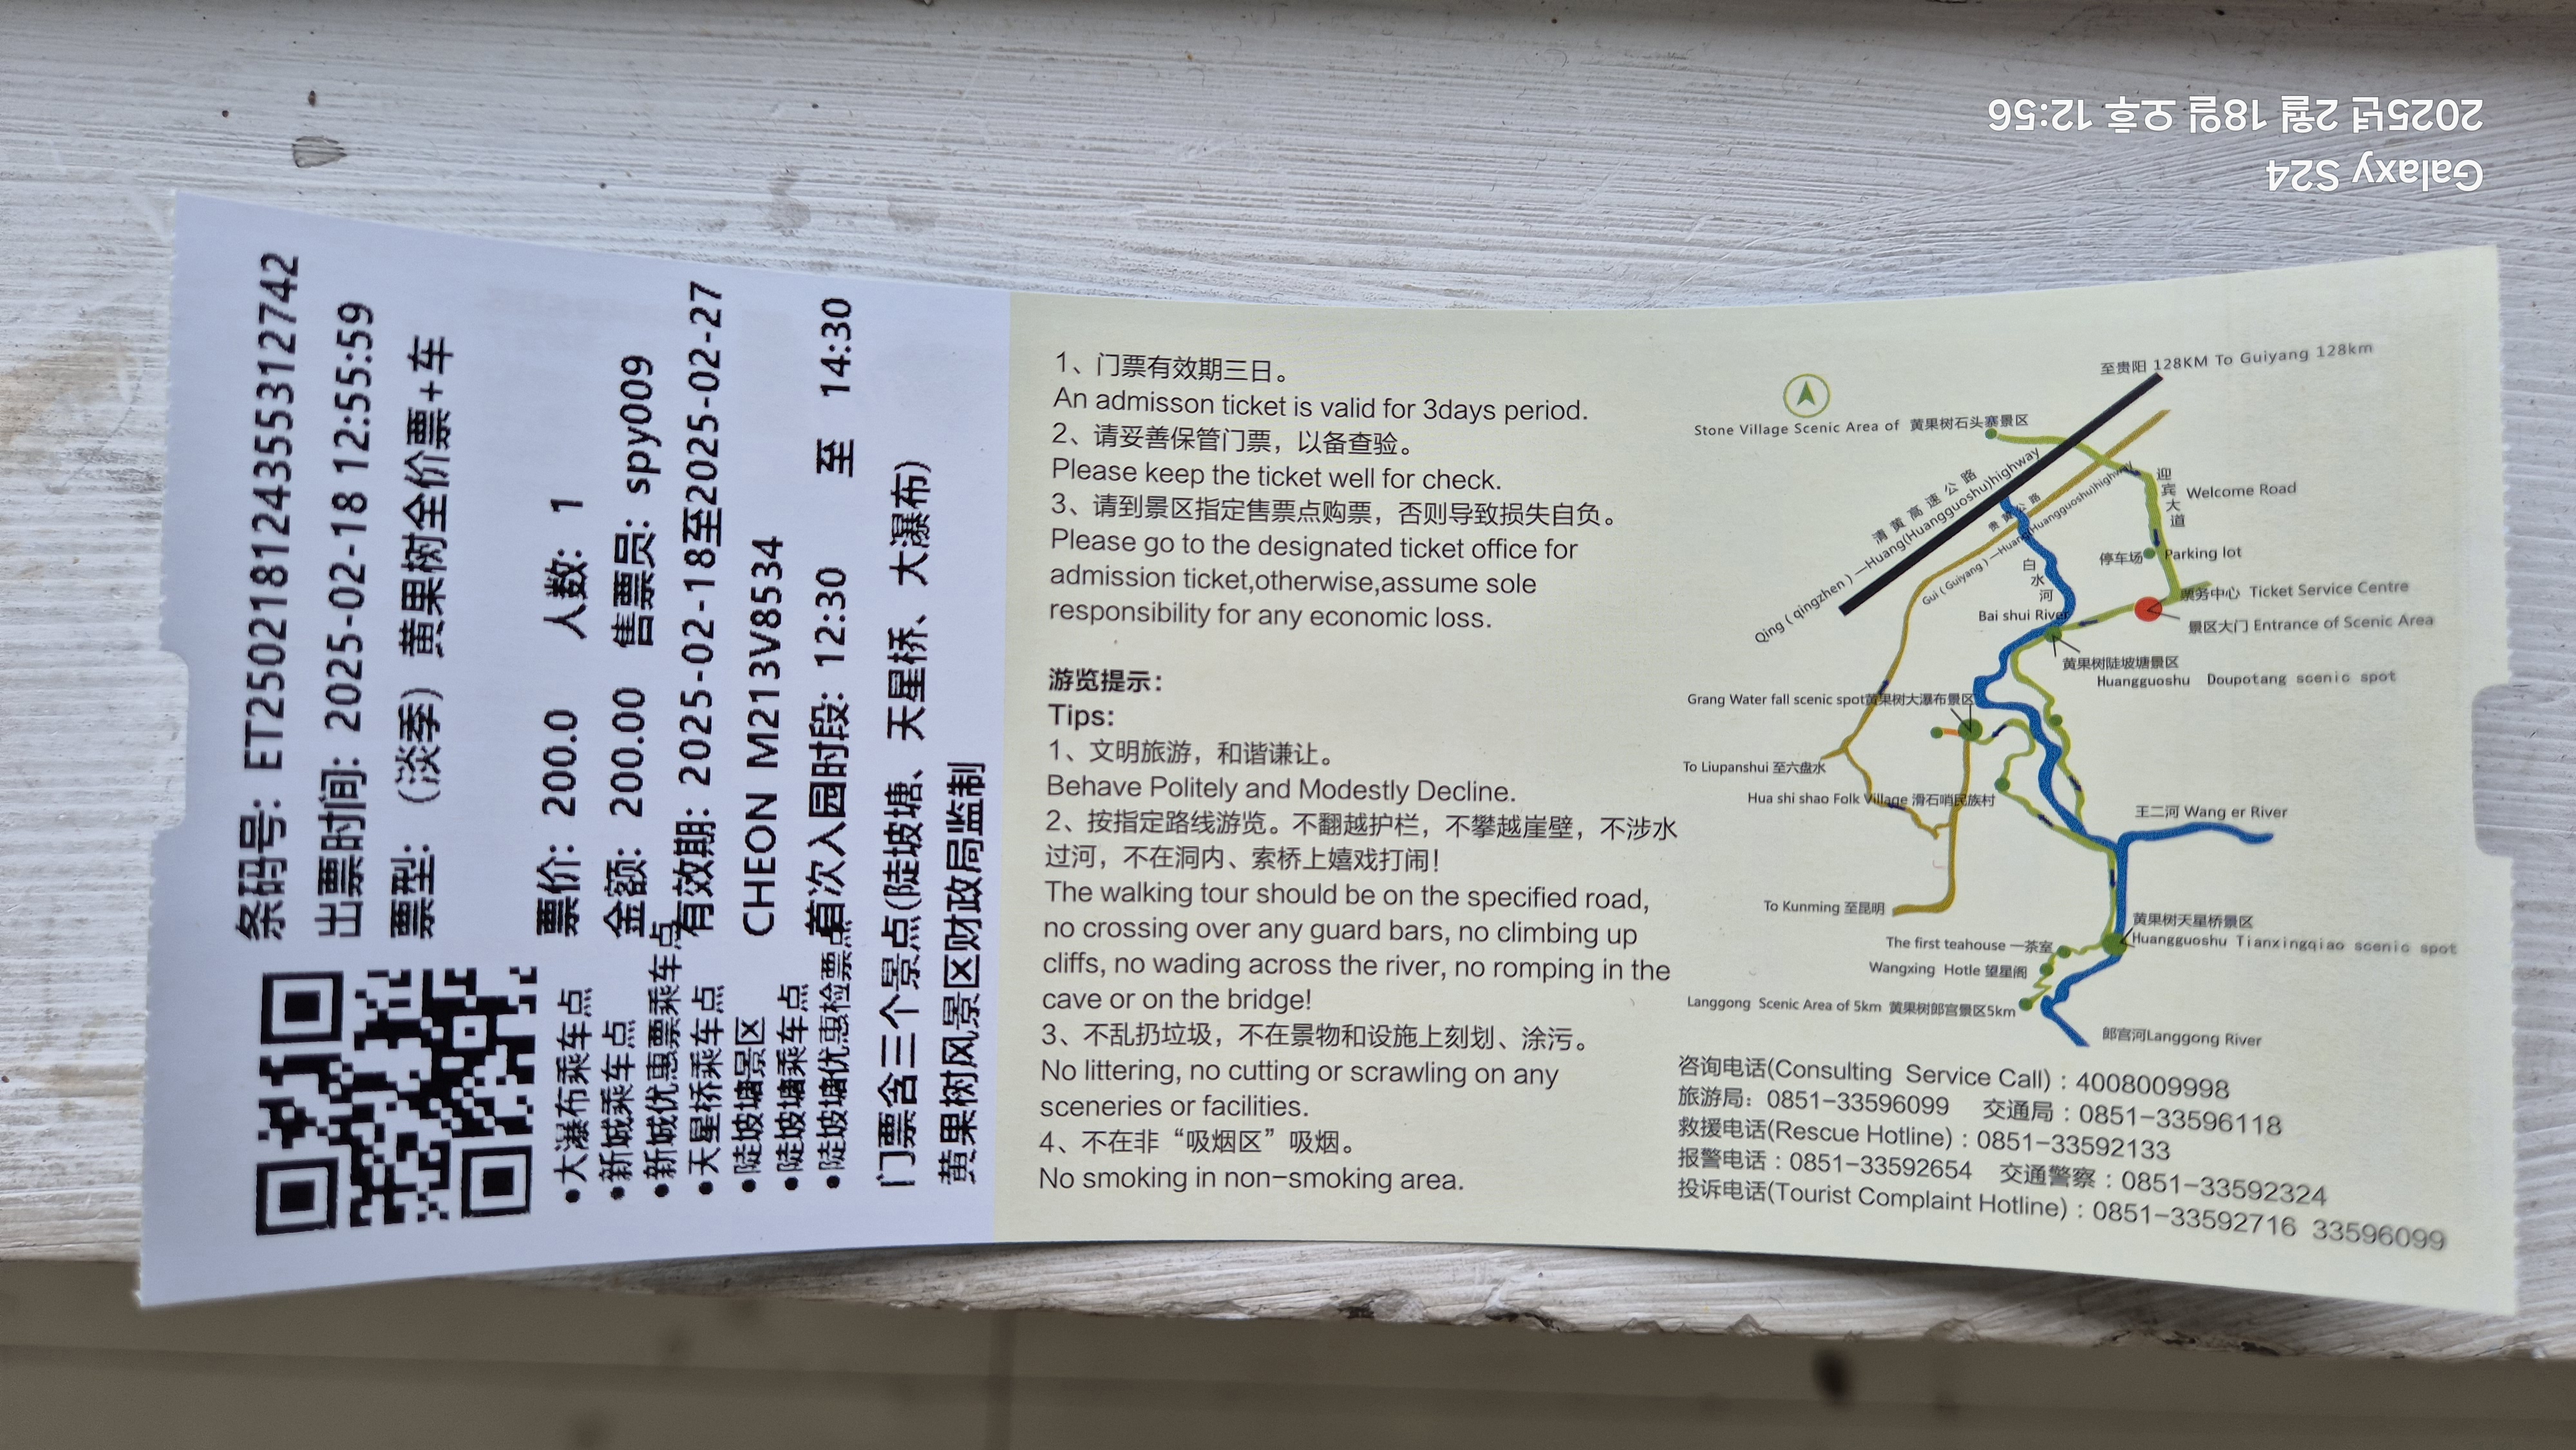 条码号: ET250218124355312742
出票时间: 2025-02-18 12:55:59
票型: (淡季) 黄果树全价票+车
票价: 200.0 人数: 1
金额: 200.00 售票员: spy009
有效期: 2025-02-18至2025-02-27
CHEON M213V8534
首次入园时段: 12:30 至 14:30
•大瀑布乘车点
•新城乘车点
•新城优惠票乘车点
•天星桥乘车点
•陡坡塘景区
•陡坡塘乘车点
•陡坡塘优惠检票点
门票含三个景点(陡坡塘、天星桥、大瀑布)
黄果树风景区财政局监制
1、门票有效期三日。
An admisson ticket is valid for 3days period.
2、请妥善保管门票，以备查验。
Please keep the ticket well for check.
3、请到景区指定售票点购票，否则导致损失自负。
Please go to the designated ticket office for
admission ticket,otherwise,assume sole
responsibility for any economic loss.
游览提示：
Tips:
1、文明旅游，和谐谦让。
Behave Politely and Modestly Decline.
2、按指定路线游览。不翻越护栏，不攀越崖壁，不涉水
过河，不在洞内、索桥上嬉戏打闹！
The walking tour should be on the specified road,
no crossing over any guard bars, no climbing up
cliffs, no wading across the river, no romping in the
cave or on the bridge!
3、不乱扔垃圾，不在景物和设施上刻划、涂污。
No littering, no cutting or scrawling on any
sceneries or facilities.
4、不在非“吸烟区”吸烟。
No smoking in non-smoking area.
至贵阳 128KM To Guiyang 128km
Stone Village Scenic Area of 黄果树石头寨景区
清黄高速公路
Qing ( qingzhen ) —Huang(Huangguoshu)highway
贵黄公路
Gui ( Guiyang ) —Huang(Huangguoshu)highway
迎宾大道
Welcome Road
停车场 Parking lot
白水河
Bai shui River
票务中心 Ticket Service Centre
景区大门 Entrance of Scenic Area
黄果树陡坡塘景区
Huangguoshu Doupotang scenic spot
Grang Water fall scenic spot黄果树大瀑布景区
To Liupanshui 至六盘水
Hua shi shao Folk Village 滑石哨民族村
王二河 Wang er River
To Kunming 至昆明
黄果树天星桥景区
Huangguoshu Tianxingqiao scenic spot
The first teahouse 一茶室
Wangxing Hotle 望星阁
Langgong Scenic Area of 5km 黄果树郎宫景区5km
郎宫河Langgong River
咨询电话(Consulting Service Call)：4008009998
旅游局：0851-33596099 交通局：0851-33596118
救援电话(Rescue Hotline)：0851-33592133
报警电话：0851-33592654 交通警察：0851-33592324
投诉电话(Tourist Complaint Hotline)：0851-33592716 33596099
Galaxy S24
2025년 2월 18일 오후 12:56